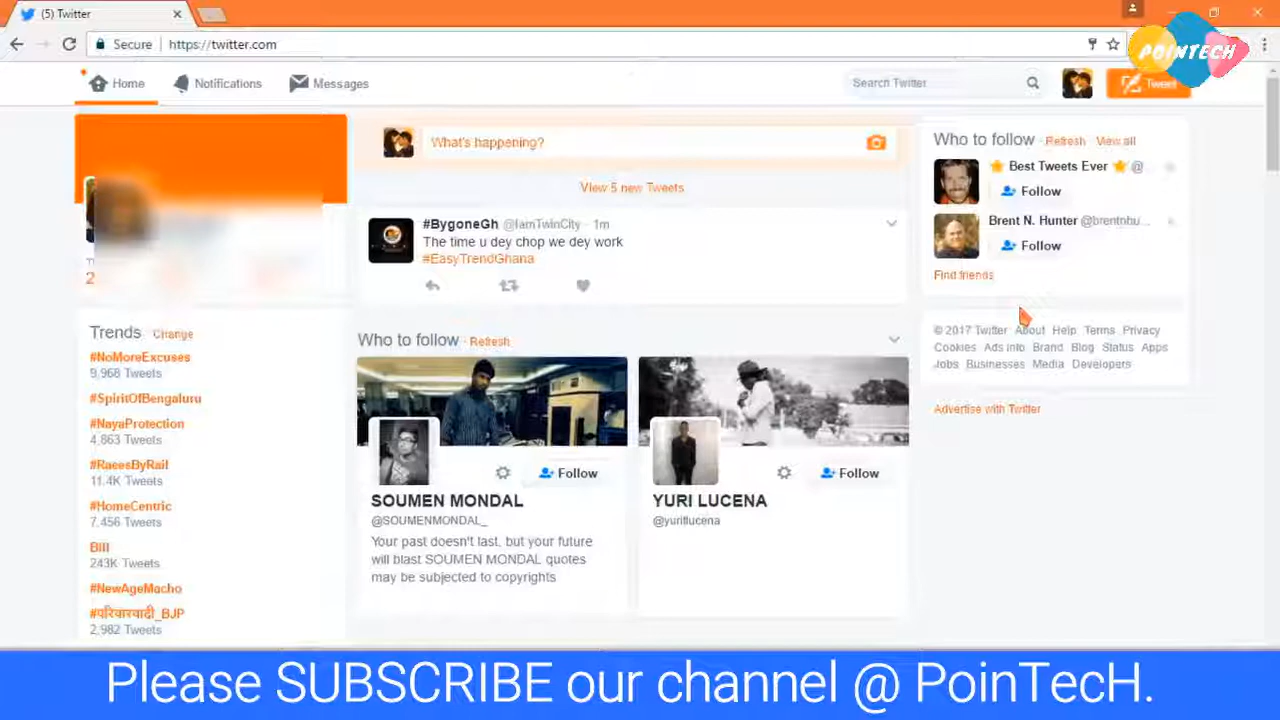 (5) Twitter
Secure https://twitter.com
POINTECH
Home Notifications Messages
Search Twitter
Tweet
What's happening?
View 5 new Tweets
#BygoneGh @IamTwinCity · 1m
The time u dey chop we dey work
#EasyTrendGhana
Who to follow · Refresh
Follow
SOUMEN MONDAL
@SOUMENMONDAL_
Your past doesn't last, but your future
will blast SOUMEN MONDAL quotes
may be subjected to copyrights
Follow
YURI LUCENA
@yuriflucena
Trends · Change
#NoMoreExcuses
9,968 Tweets
#SpiritOfBengaluru
#NayaProtection
4,863 Tweets
#RaeesByRail
11.4K Tweets
#HomeCentric
7,456 Tweets
Bill
243K Tweets
#NewAgeMacho
#परिवारवादी_BJP
2,982 Tweets
Who to follow · Refresh · View all
Best Tweets Ever @
Follow
Brent N. Hunter @brentnhu...
Follow
Find friends
© 2017 Twitter About Help Terms Privacy
Cookies Ads info Brand Blog Status Apps
Jobs Businesses Media Developers
Advertise with Twitter
Please SUBSCRIBE our channel @ PoinTecH.